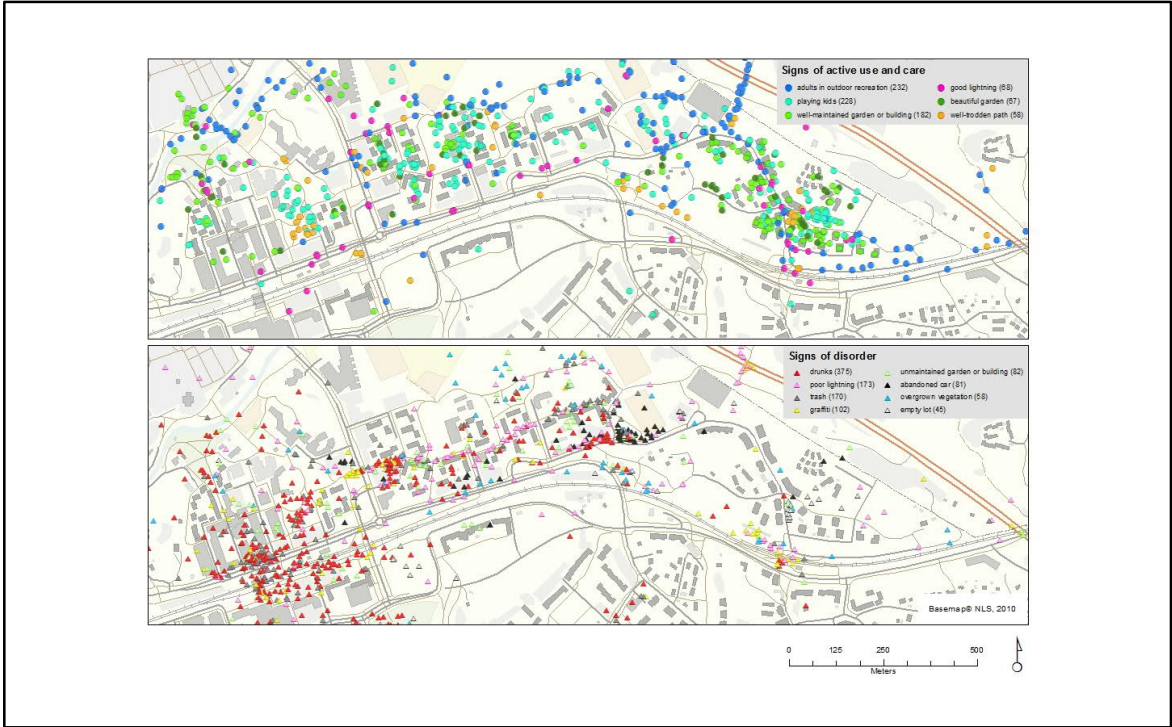 Signs of active use and care
adults in outdoor recreation (232)
good lightning (68)
playing kids (228)
beautiful garden (67)
well-maintained garden or building (182)
well-trodden path (58)
Signs of disorder
drunks (375)
unmaintained garden or building (82)
poor lightning (173)
abandoned car (81)
trash (170)
overgrown vegetation (58)
graffiti (102)
empty lot (45)
Basemap© NLS, 2010
0 125 250 500
Meters